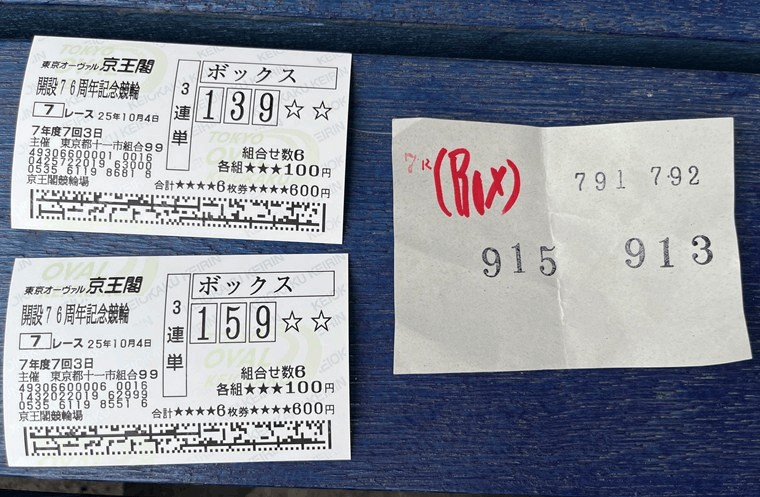 東京オーヴァル 京王閣
開設76周年記念競輪
7 レース 25年10月4日
7年度7回3日
主催 東京都十一市組合99
49306600001 0016
0425722019 63000
0535 6119 8681 8
京王閣競輪場
3連単
ボックス
139☆☆
組合せ数6
各組★★★100円
合計★★★★6枚券★★★★600円
東京オーヴァル 京王閣
開設76周年記念競輪
7 レース 25年10月4日
7年度7回3日
主催 東京都十一市組合99
49306600006 0016
1432022019 62999
0535 6119 8551 6
京王閣競輪場
3連単
ボックス
159☆☆
組合せ数6
各組★★★100円
合計★★★★6枚券★★★★600円
7R (Box)
791 792
915 913